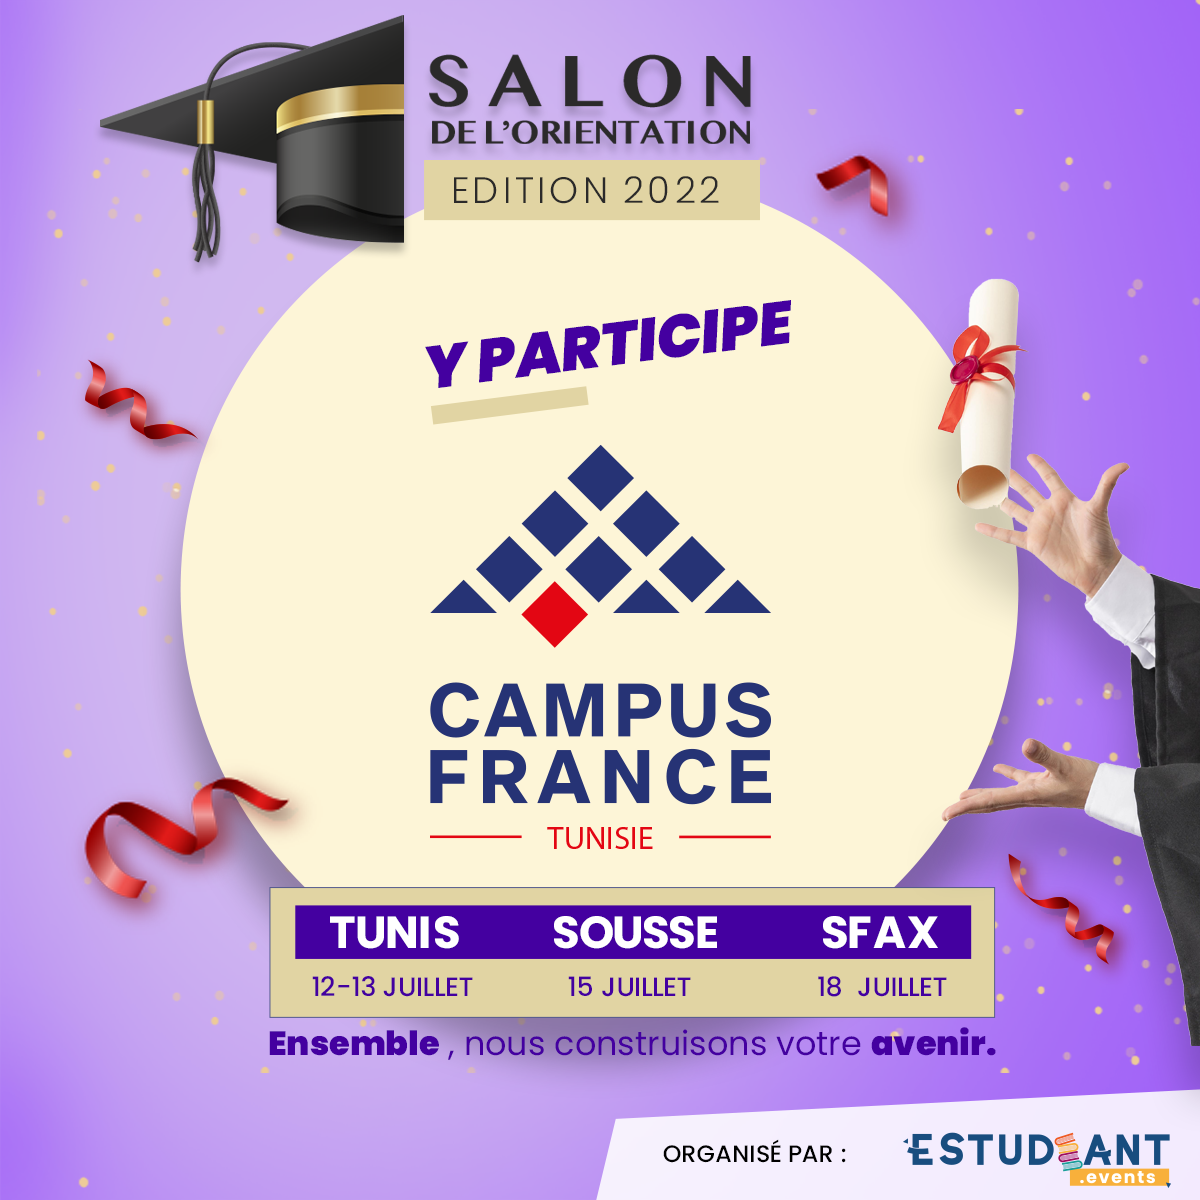 SALON
DE L'ORIENTATION
EDITION 2022
Y PARTICIPE
CAMPUS
FRANCE
TUNISIE
TUNIS SOUSSE SFAX
12-13 JUILLET 15 JUILLET 18 JUILLET
Ensemble , nous construisons votre avenir.
ORGANISÉ PAR : ESTUDEANT
.events